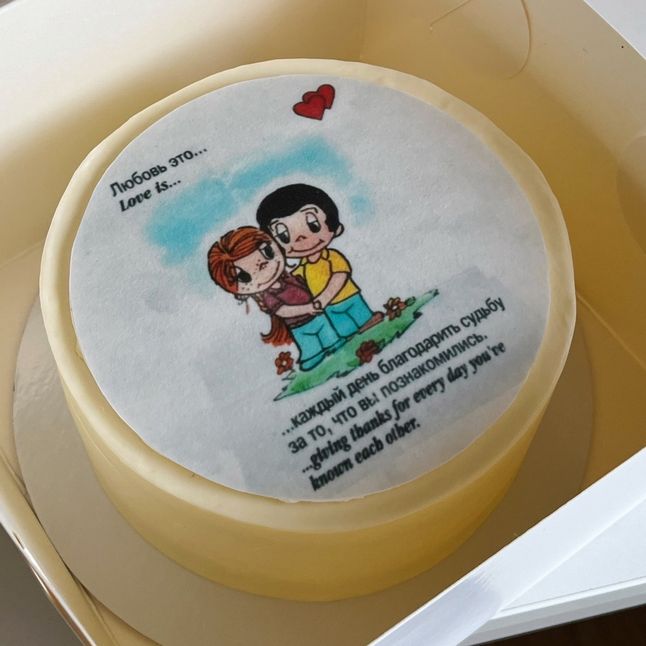 Любовь это...
Love is...
...каждый день благодарить судьбу
за то, что вы познакомились.
...giving thanks for every day you're
known each other.